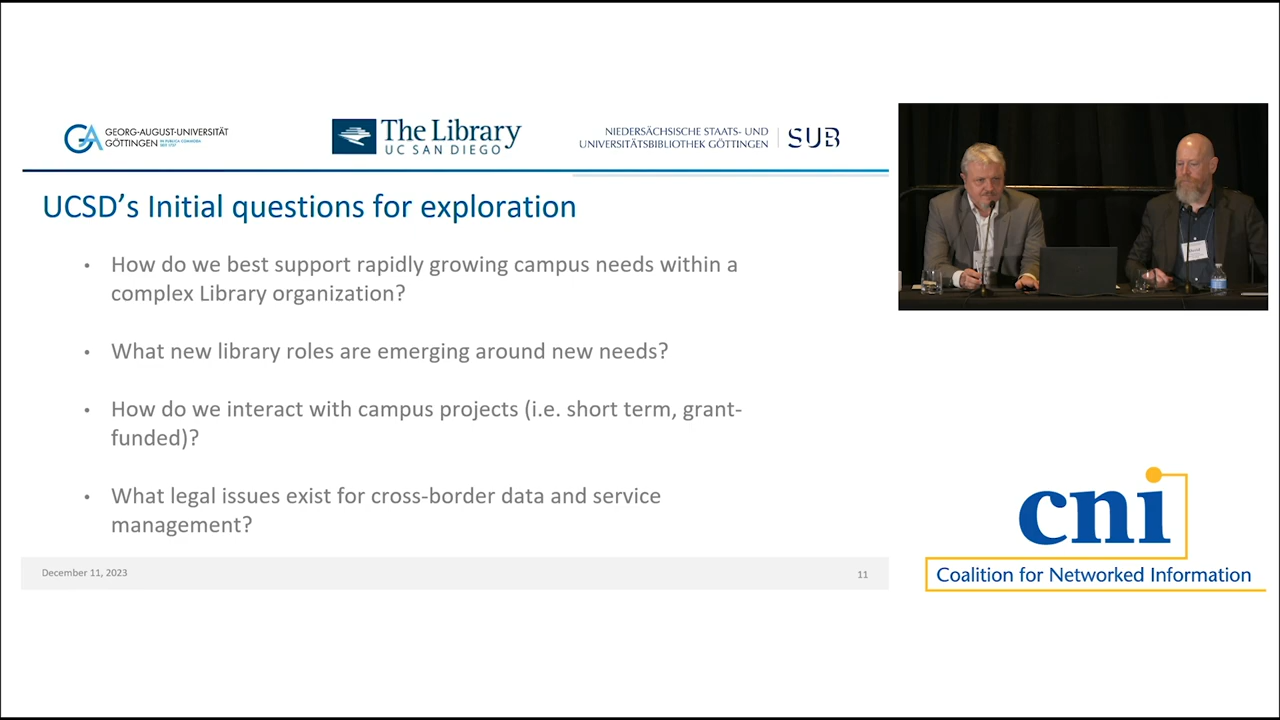 GEORG-AUGUST-UNIVERSITÄT
GÖTTINGEN
The Library
UC SAN DIEGO
NIEDERSÄCHSISCHE STAATS- UND
UNIVERSITÄTSBIBLIOTHEK GÖTTINGEN
SUB
UCSD's Initial questions for exploration
• How do we best support rapidly growing campus needs within a
complex Library organization?
• What new library roles are emerging around new needs?
• How do we interact with campus projects (i.e. short term, grant-
funded)?
• What legal issues exist for cross-border data and service
management?
December 11, 2023
11
cni
Coalition for Networked Information